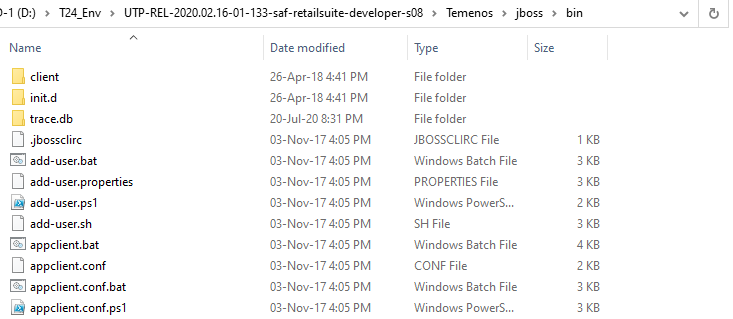 D-1 (D:) > T24_Env > UTP-REL-2020.02.16-01-133-saf-retailsuite-developer-s08 > Temenos > jboss > bin
Name Date modified Type Size
client 26-Apr-18 4:41 PM File folder
init.d 26-Apr-18 4:41 PM File folder
trace.db 20-Jul-20 8:31 PM File folder
.jbossclirc 03-Nov-17 4:05 PM JBOSSCLIRC File 1 KB
add-user.bat 03-Nov-17 4:05 PM Windows Batch File 3 KB
add-user.properties 03-Nov-17 4:05 PM PROPERTIES File 3 KB
add-user.ps1 03-Nov-17 4:05 PM Windows PowerS... 2 KB
add-user.sh 03-Nov-17 4:05 PM SH File 3 KB
appclient.bat 03-Nov-17 4:05 PM Windows Batch File 4 KB
appclient.conf 03-Nov-17 4:05 PM CONF File 2 KB
appclient.conf.bat 03-Nov-17 4:05 PM Windows Batch File 3 KB
appclient.conf.ps1 03-Nov-17 4:05 PM Windows PowerS... 3 KB